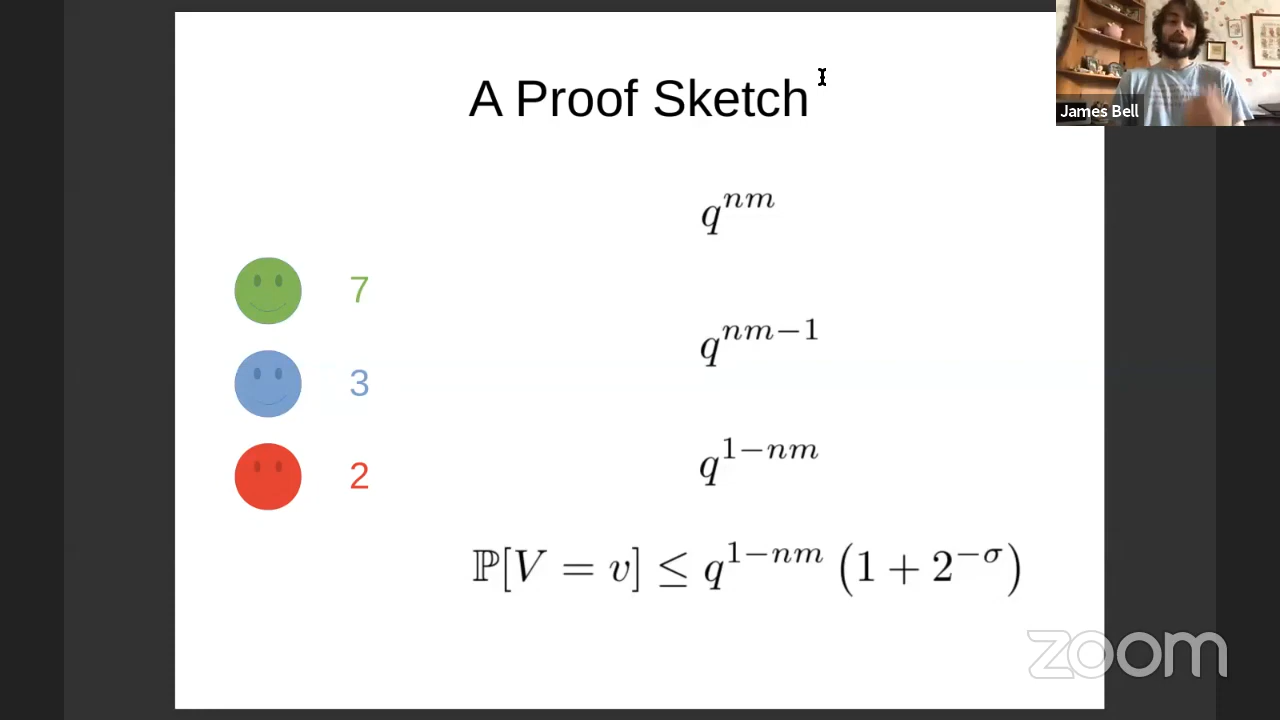 A Proof Sketch
James Bell
q^{nm}
7
q^{nm-1}
3
q^{1-nm}
2
ℙ[V = v] ≤ q^{1-nm} (1 + 2^{-σ})
zoom